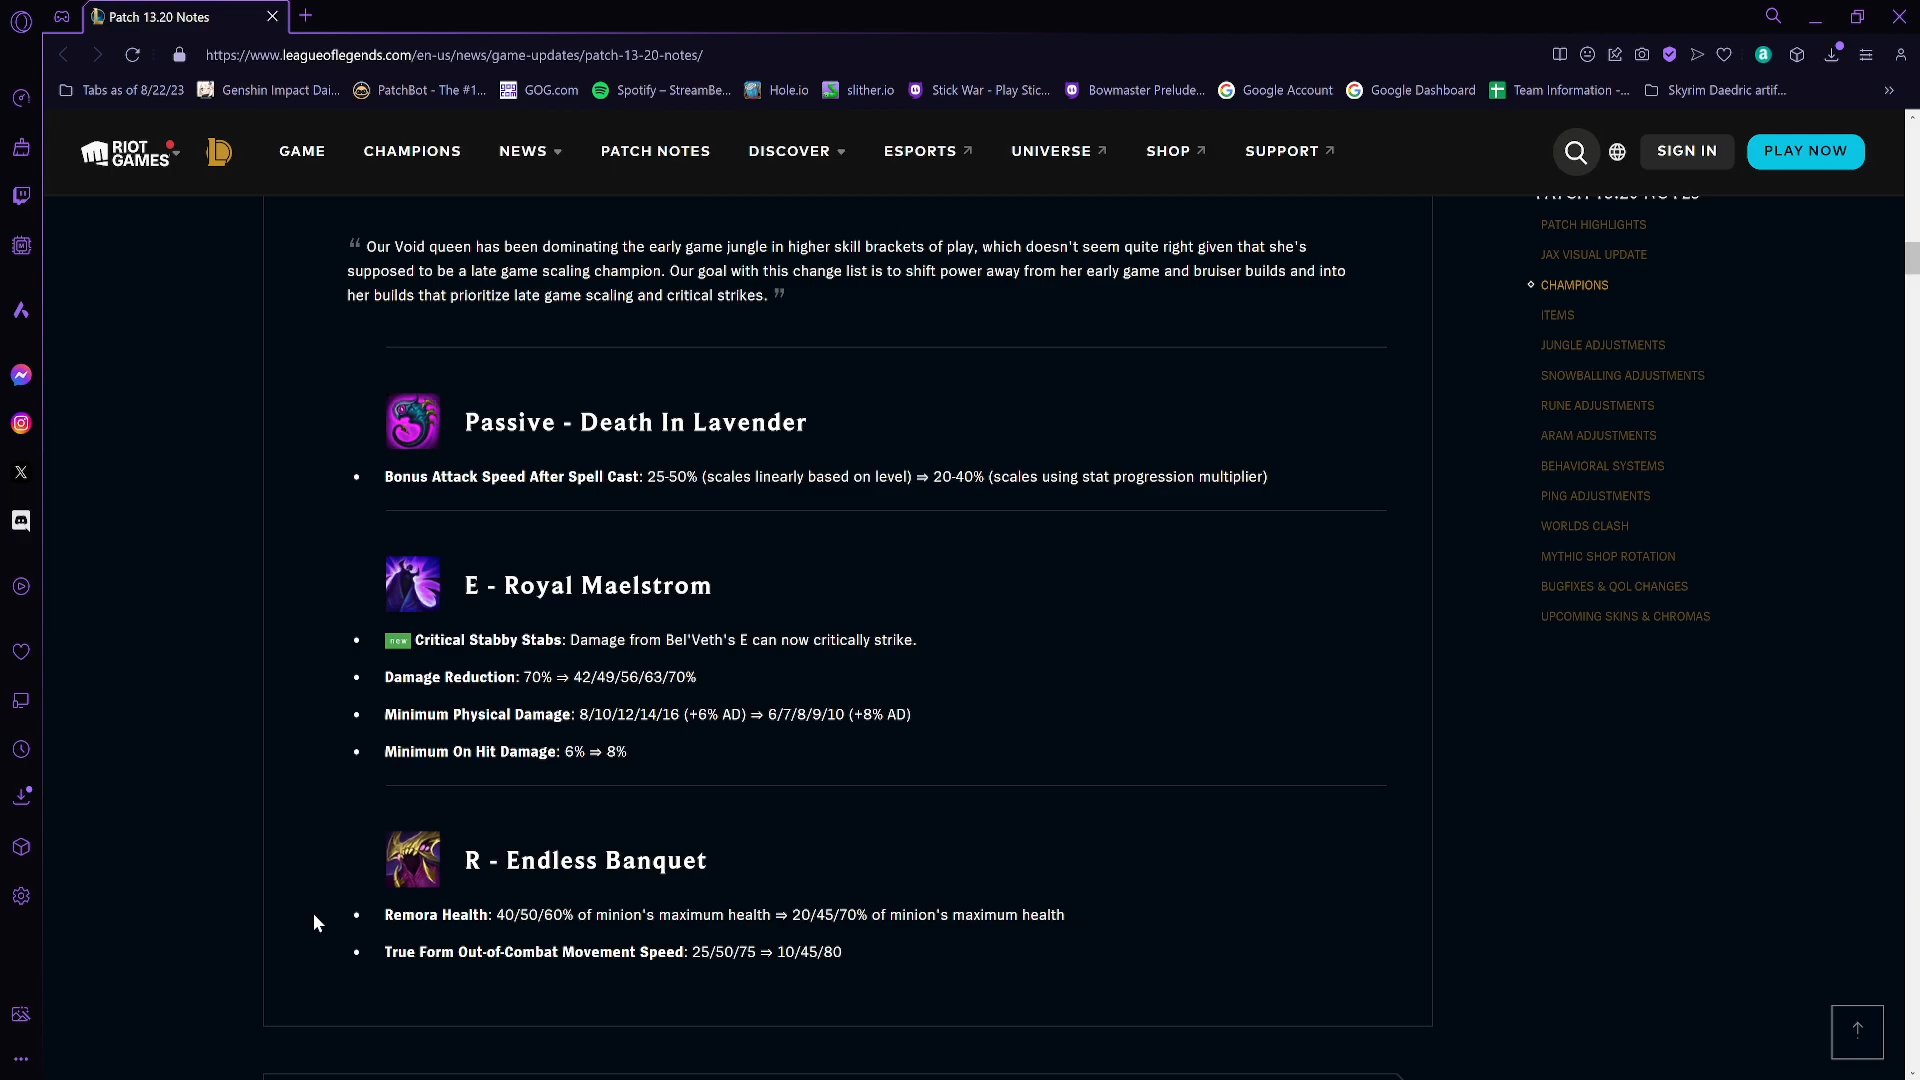 Patch 13.20 Notes
https://www.leagueoflegends.com/en-us/news/game-updates/patch-13-20-notes/
Tabs as of 8/22/23
Genshin Impact Dai...
PatchBot - The #1...
GOG.com
Spotify – StreamBe...
Hole.io
slither.io
Stick War - Play Stic...
Bowmaster Prelude...
Google Account
Google Dashboard
Team Information -...
Skyrim Daedric artif...
RIOT GAMES
GAME
CHAMPIONS
NEWS
PATCH NOTES
DISCOVER
ESPORTS
UNIVERSE
SHOP
SUPPORT
SIGN IN
PLAY NOW
“ Our Void queen has been dominating the early game jungle in higher skill brackets of play, which doesn't seem quite right given that she's
supposed to be a late game scaling champion. Our goal with this change list is to shift power away from her early game and bruiser builds and into
her builds that prioritize late game scaling and critical strikes. ”
Passive - Death In Lavender
• Bonus Attack Speed After Spell Cast: 25-50% (scales linearly based on level) ⇒ 20-40% (scales using stat progression multiplier)
E - Royal Maelstrom
• new Critical Stabby Stabs: Damage from Bel'Veth's E can now critically strike.
• Damage Reduction: 70% ⇒ 42/49/56/63/70%
• Minimum Physical Damage: 8/10/12/14/16 (+6% AD) ⇒ 6/7/8/9/10 (+8% AD)
• Minimum On Hit Damage: 6% ⇒ 8%
R - Endless Banquet
• Remora Health: 40/50/60% of minion's maximum health ⇒ 20/45/70% of minion's maximum health
• True Form Out-of-Combat Movement Speed: 25/50/75 ⇒ 10/45/80
PATCH 13.20 NOTES
PATCH HIGHLIGHTS
JAX VISUAL UPDATE
CHAMPIONS
ITEMS
JUNGLE ADJUSTMENTS
SNOWBALLING ADJUSTMENTS
RUNE ADJUSTMENTS
ARAM ADJUSTMENTS
BEHAVIORAL SYSTEMS
PING ADJUSTMENTS
WORLDS CLASH
MYTHIC SHOP ROTATION
BUGFIXES & QOL CHANGES
UPCOMING SKINS & CHROMAS